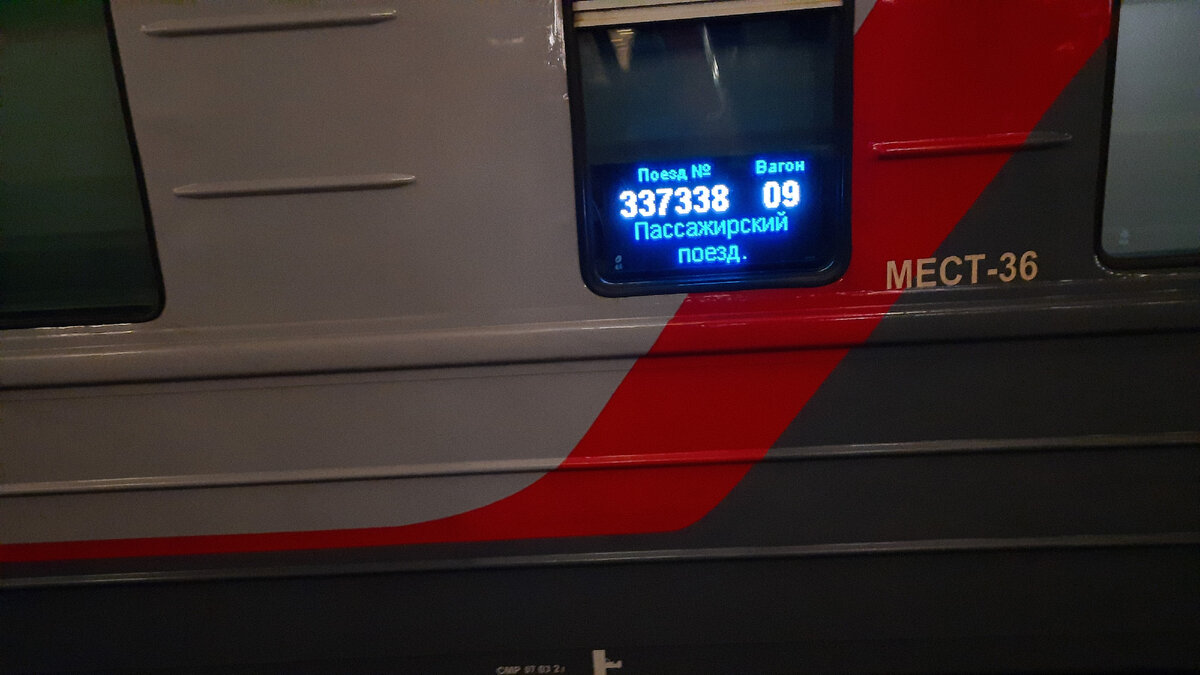 Поезд № Вагон
337338 09
Пассажирский
поезд.
МЕСТ-36